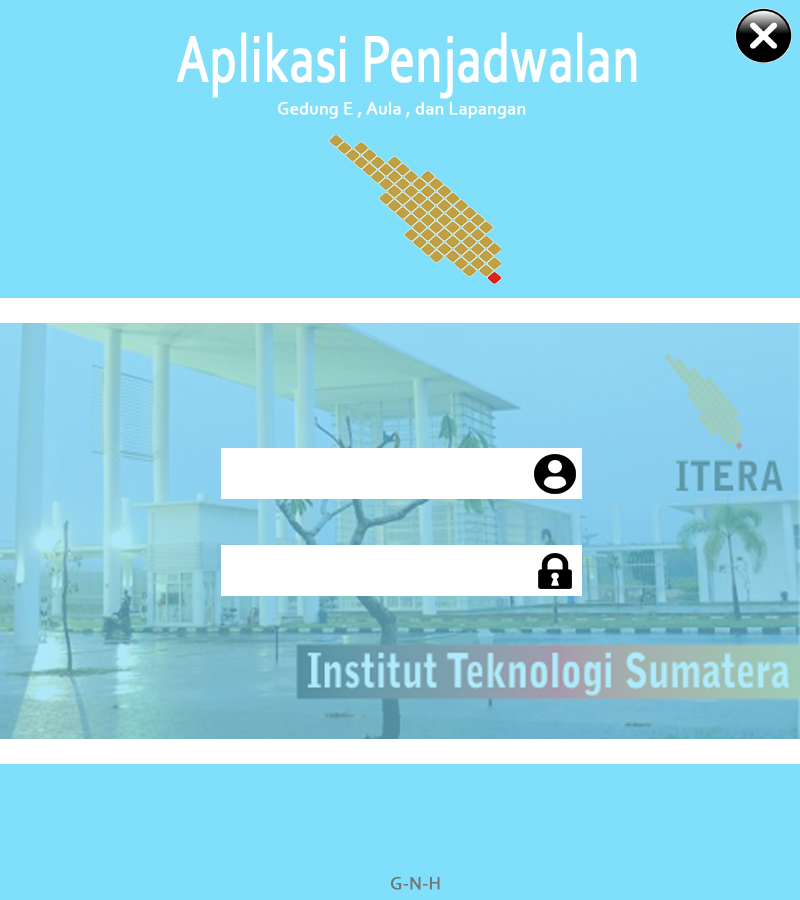 Aplikasi Penjadwalan
Gedung E , Aula , dan Lapangan
ITERA
Institut Teknologi Sumatera
G-N-H